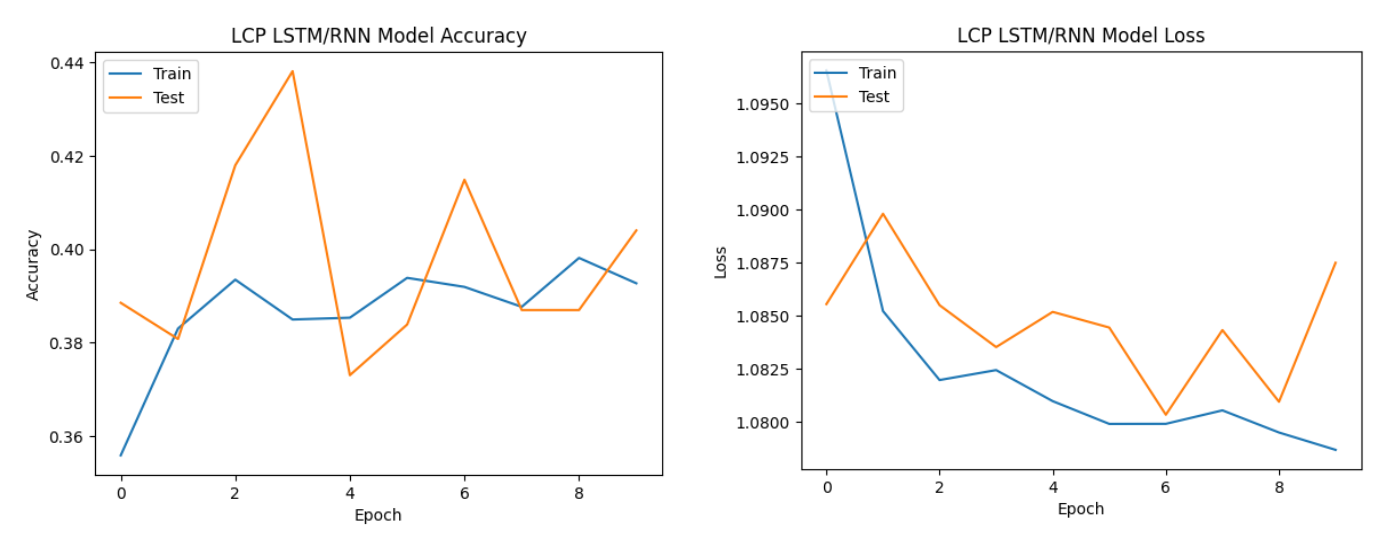 LCP LSTM/RNN Model Accuracy
Train
Test
0.44
0.42
0.40
0.38
0.36
Accuracy
0 2 4 6 8
Epoch
LCP LSTM/RNN Model Loss
Train
Test
1.0950
1.0925
1.0900
1.0875
1.0850
1.0825
1.0800
Loss
0 2 4 6 8
Epoch